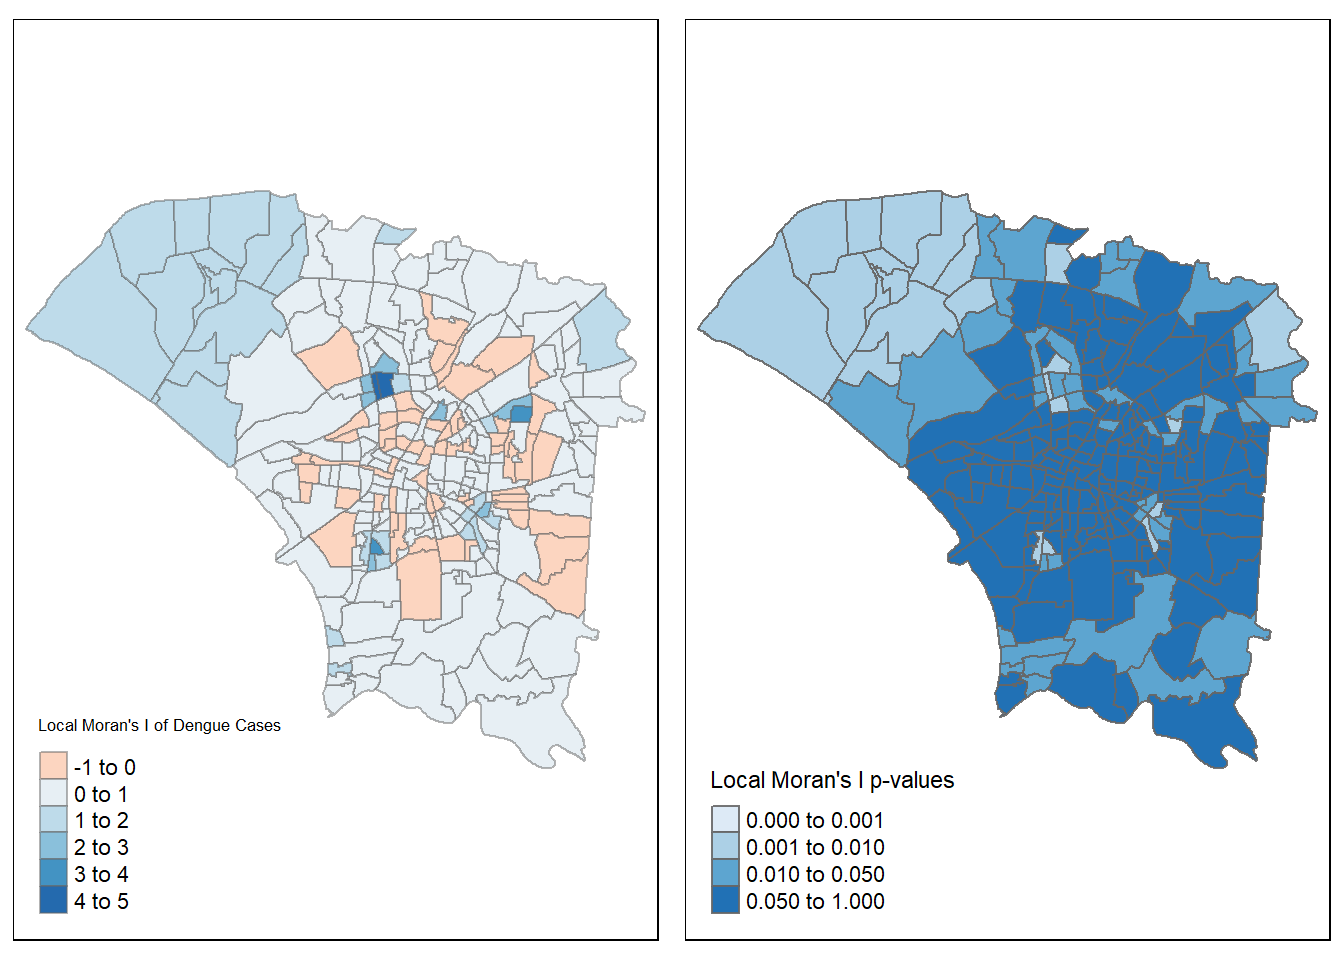 Local Moran's I of Dengue Cases
-1 to 0
0 to 1
1 to 2
2 to 3
3 to 4
4 to 5
Local Moran's I p-values
0.000 to 0.001
0.001 to 0.010
0.010 to 0.050
0.050 to 1.000